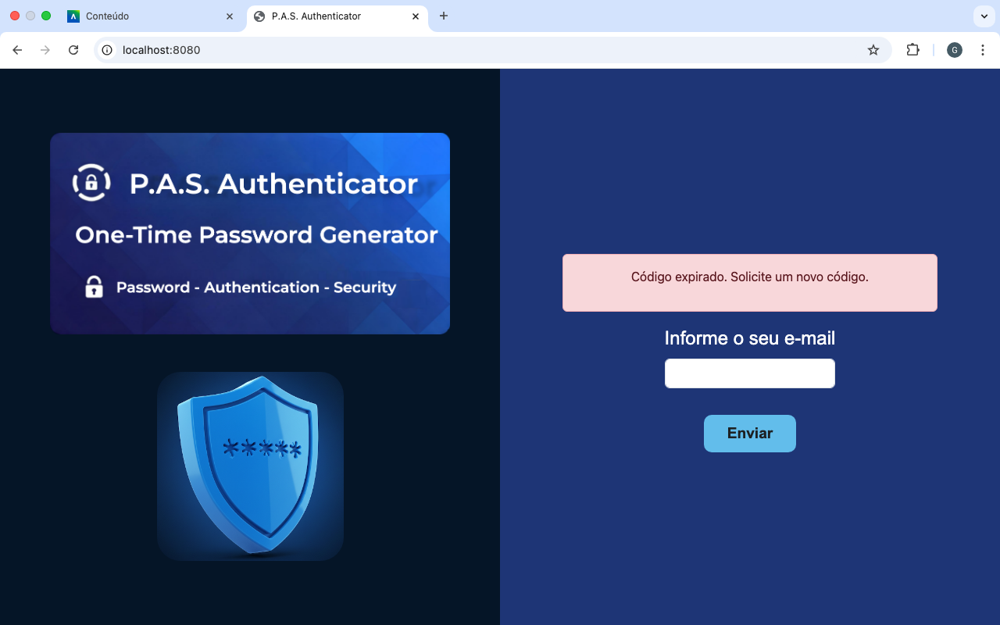 Conteúdo
P.A.S. Authenticator
localhost:8080
G
P.A.S. Authenticator
One-Time Password Generator
Password - Authentication - Security
*****
Código expirado. Solicite um novo código.
Informe o seu e-mail
Enviar